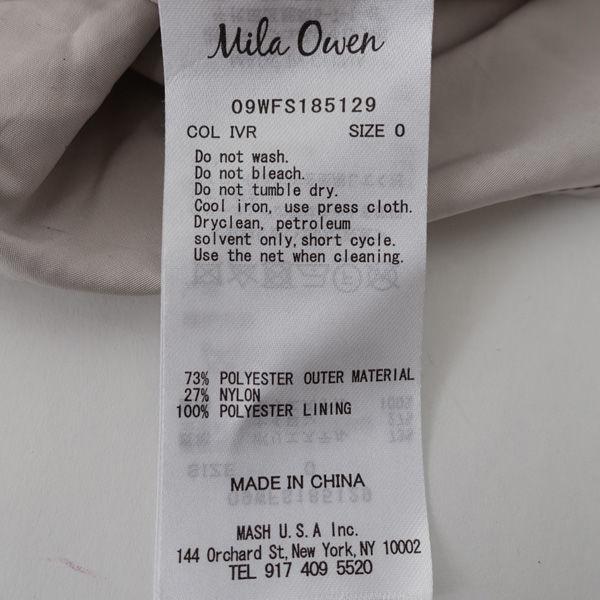 Mila Owen
09WFS185129
COL IVR SIZE 0
Do not wash.
Do not bleach.
Do not tumble dry.
Cool iron, use press cloth.
Dryclean, petroleum
solvent only, short cycle.
Use the net when cleaning.
73% POLYESTER OUTER MATERIAL
27% NYLON
100% POLYESTER LINING
MADE IN CHINA
MASH U.S.A Inc.
144 Orchard St, New York, NY 10002
TEL 917 409 5520